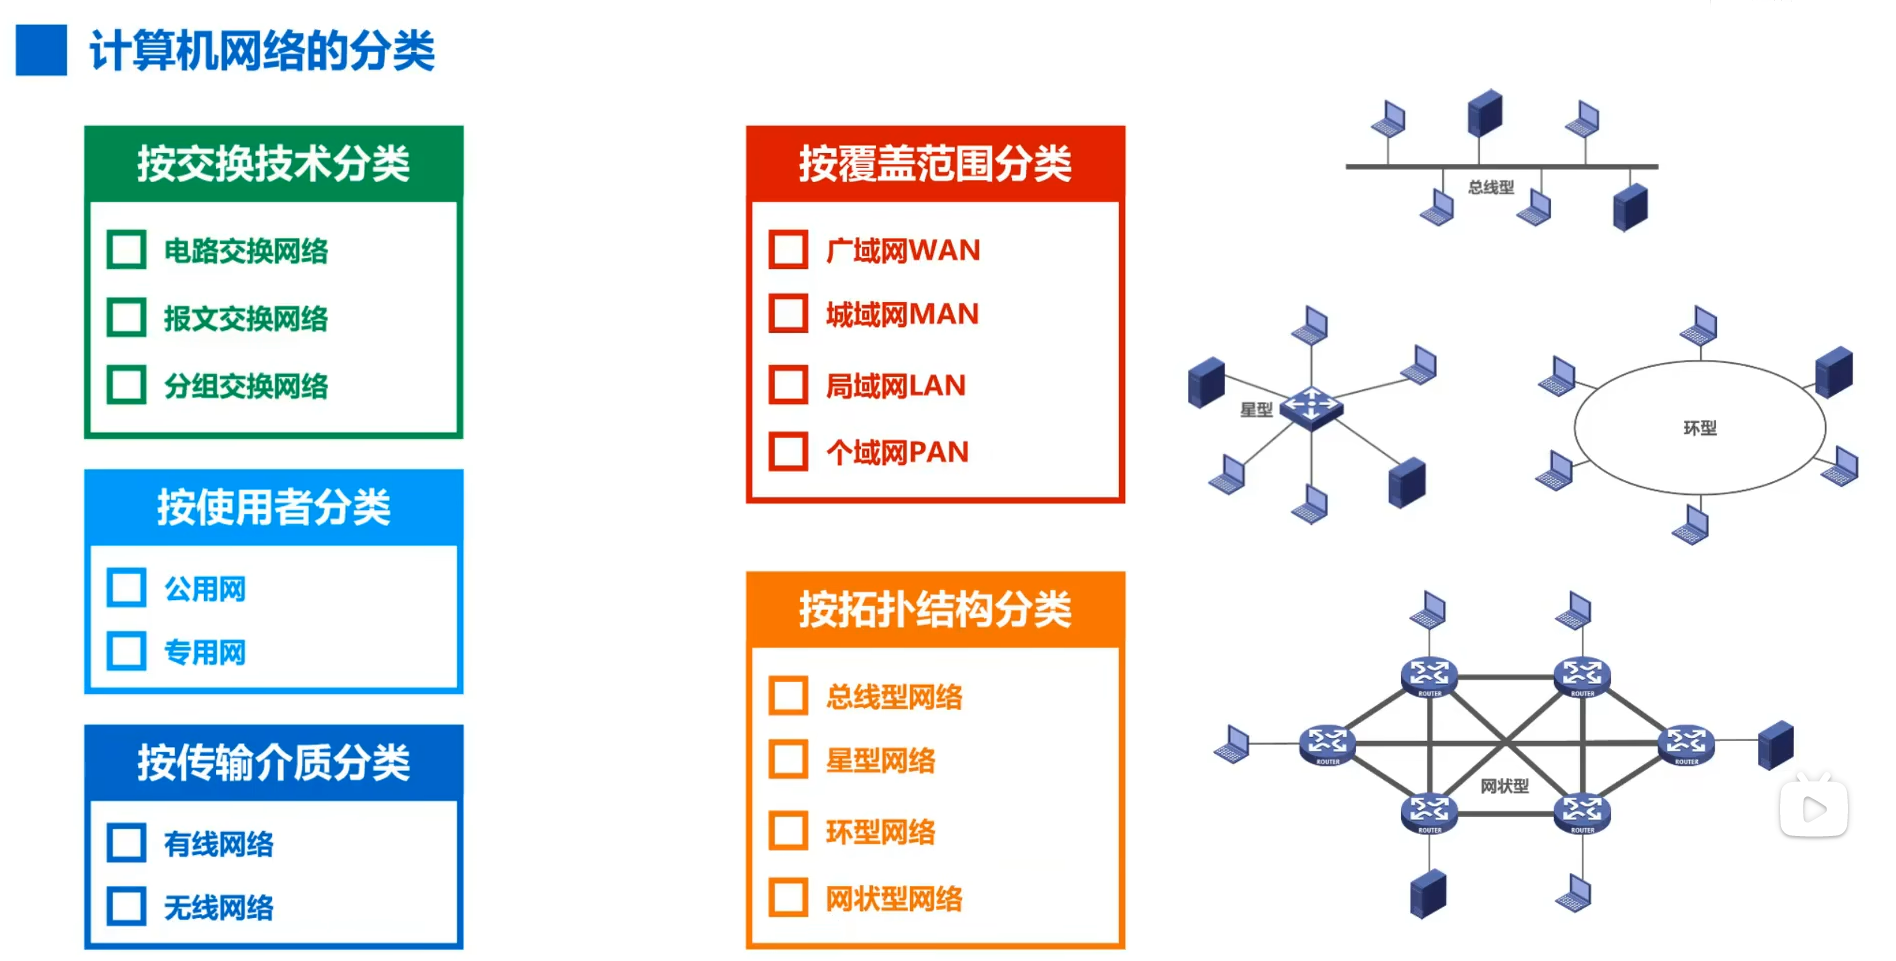 计算机网络的分类
按交换技术分类
电路交换网络
报文交换网络
分组交换网络
按使用者分类
公用网
专用网
按传输介质分类
有线网络
无线网络
按覆盖范围分类
广域网WAN
城域网MAN
局域网LAN
个域网PAN
按拓扑结构分类
总线型网络
星型网络
环型网络
网状型网络
总线型
星型
环型
ROUTER
ROUTER
ROUTER
ROUTER
网状型
ROUTER
ROUTER